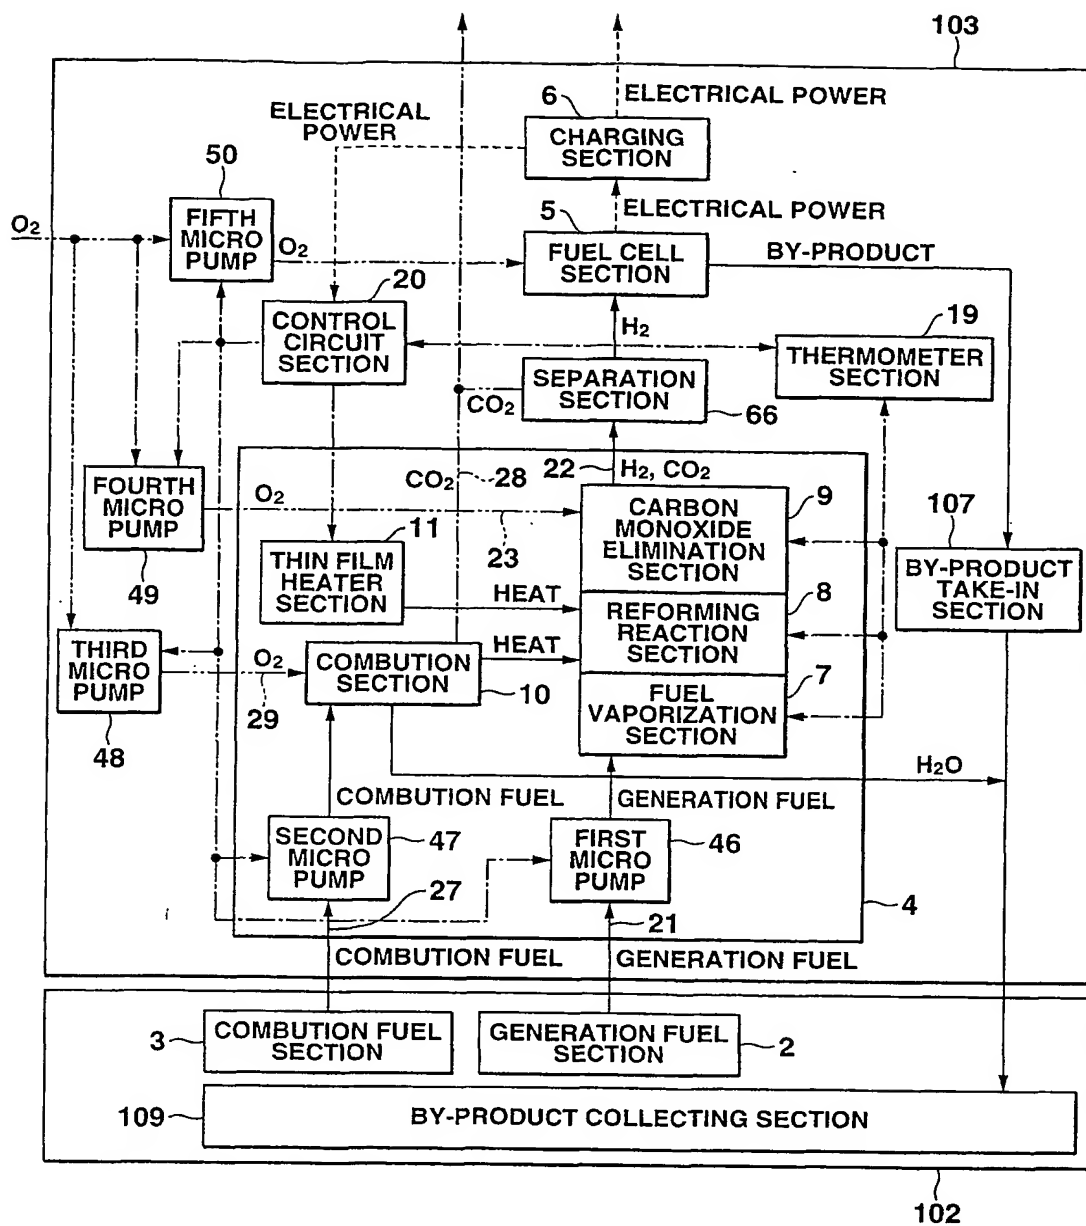 103
ELECTRICAL POWER
6
ELECTRICAL
POWER
CHARGING
SECTION
50
ELECTRICAL POWER
5
O2
FIFTH
MICRO
PUMP
O2
FUEL CELL
SECTION
BY-PRODUCT
20
CONTROL
CIRCUIT
SECTION
H2
19
THERMOMETER
SECTION
SEPARATION
SECTION
CO2
66
22
H2, CO2
CO2
28
FOURTH
MICRO
PUMP
O2
23
49
CARBON
MONOXIDE
ELIMINATION
SECTION
9
107
11
THIN FILM
HEATER
SECTION
BY-PRODUCT
TAKE-IN
SECTION
HEAT
REFORMING
REACTION
SECTION
8
THIRD
MICRO
PUMP
O2
29
48
COMBUTION
SECTION
10
HEAT
FUEL
VAPORIZATION
SECTION
7
H2O
COMBUTION FUEL
GENERATION FUEL
SECOND
MICRO
PUMP
47
FIRST
MICRO
PUMP
46
27
21
4
COMBUTION FUEL
GENERATION FUEL
3
COMBUTION FUEL
SECTION
GENERATION FUEL
SECTION
2
109
BY-PRODUCT COLLECTING SECTION
102